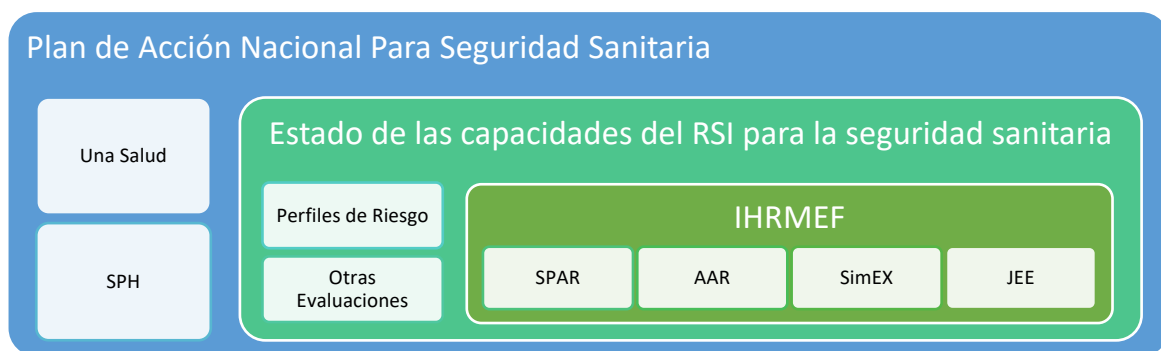 Plan de Acción Nacional Para Seguridad Sanitaria
Una Salud
SPH
Estado de las capacidades del RSI para la seguridad sanitaria
Perfiles de Riesgo
Otras
Evaluaciones
IHRMEF
SPAR
AAR
SimEX
JEE